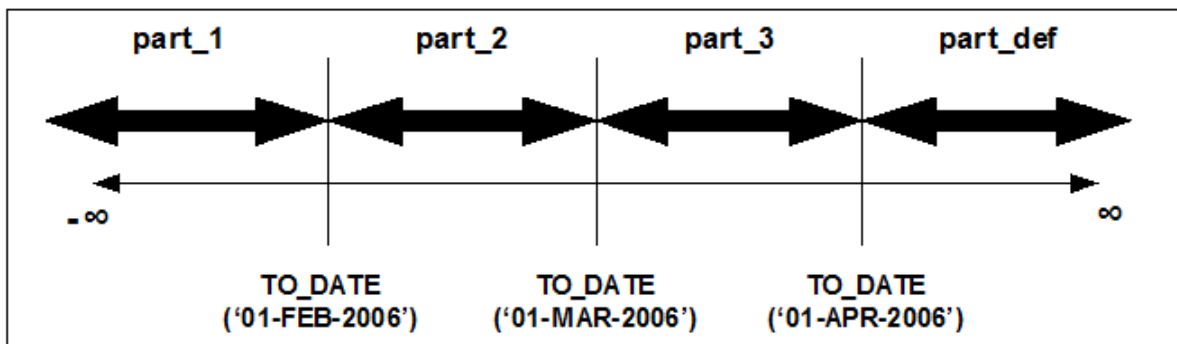 part_1 part_2 part_3 part_def
-∞ ∞
TO_DATE TO_DATE TO_DATE
(‘01-FEB-2006’) (‘01-MAR-2006’) (‘01-APR-2006’)